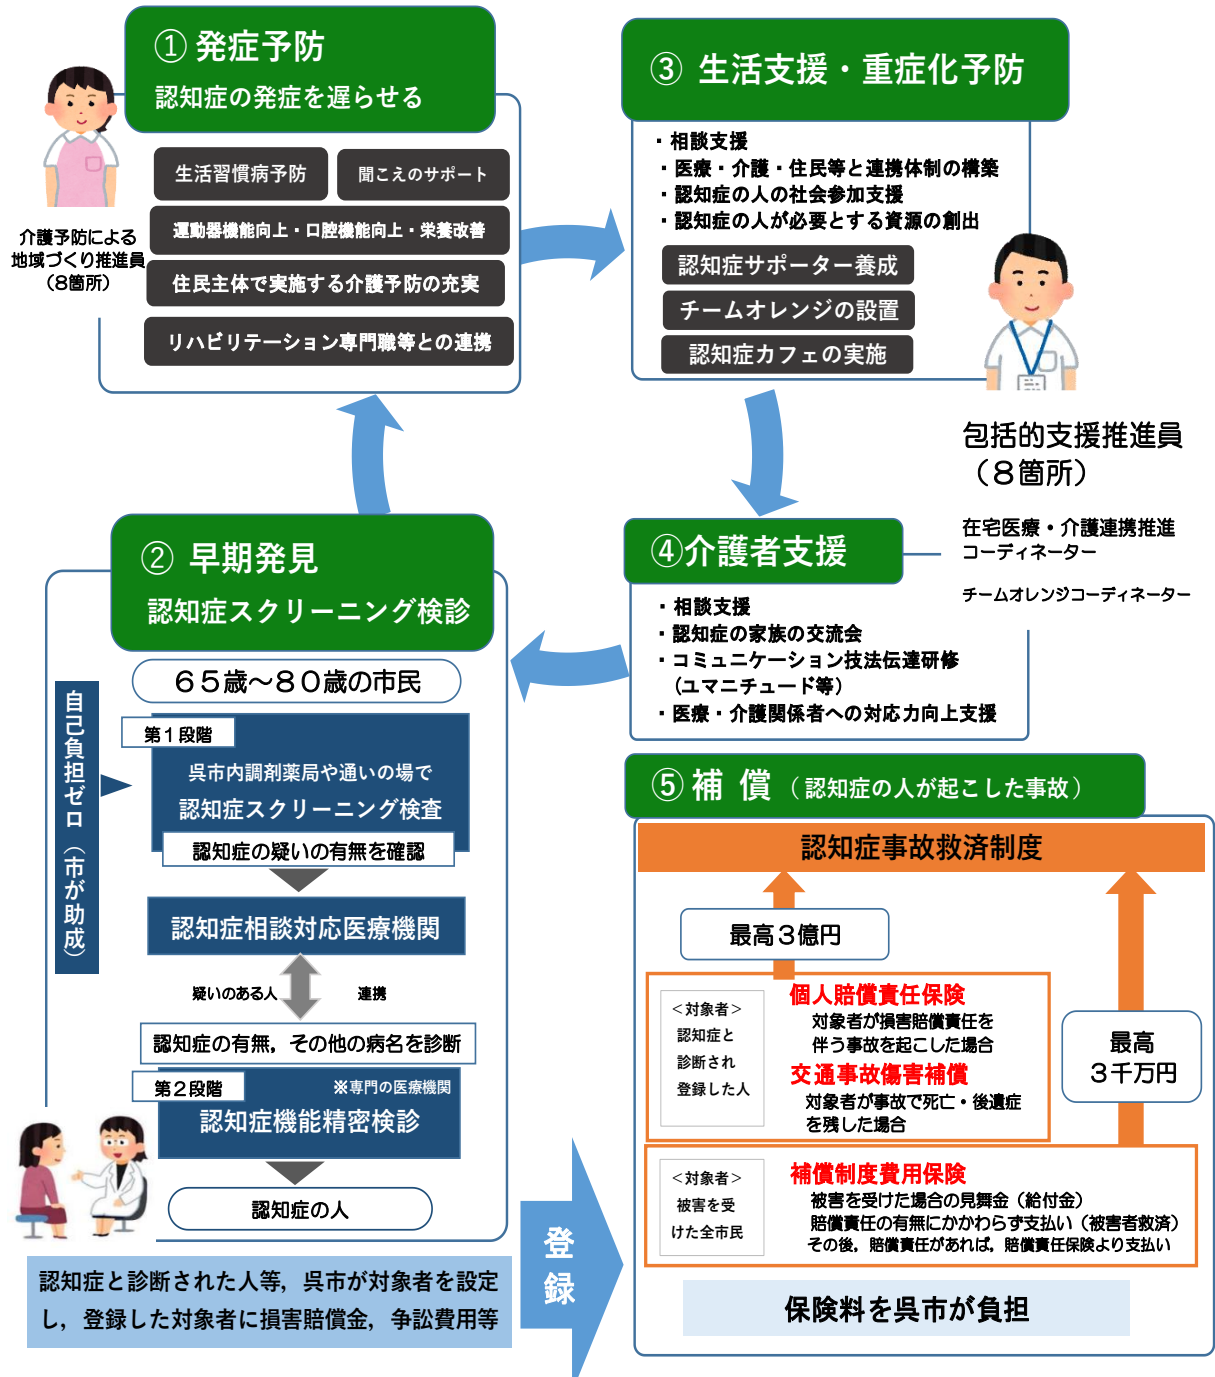 ① 発症予防
認知症の発症を遅らせる
生活習慣病予防
聞こえのサポート
運動器機能向上・口腔機能向上・栄養改善
住民主体で実施する介護予防の充実
リハビリテーション専門職等との連携
介護予防による
地域づくり推進員
（8箇所）
③ 生活支援・重症化予防
・相談支援
・医療・介護・住民等と連携体制の構築
・認知症の人の社会参加支援
・認知症の人が必要とする資源の創出
認知症サポーター養成
チームオレンジの設置
認知症カフェの実施
包括的支援推進員
（８箇所）
在宅医療・介護連携推進
コーディネーター
チームオレンジコーディネーター
④介護者支援
・相談支援
・認知症の家族の交流会
・コミュニケーション技法伝達研修
（ユマニチュード等）
・医療・介護関係者への対応力向上支援
② 早期発見
認知症スクリーニング検診
６５歳～８０歳の市民
自己負担ゼロ（市が助成）
第１段階
呉市内調剤薬局や通いの場で
認知症スクリーニング検査
認知症の疑いの有無を確認
認知症相談対応医療機関
疑いのある人
連携
認知症の有無，その他の病名を診断
第２段階
※専門の医療機関
認知症機能精密検診
認知症の人
認知症と診断された人等，呉市が対象者を設定
し，登録した対象者に損害賠償金，争訟費用等
登録
⑤ 補 償（認知症の人が起こした事故）
認知症事故救済制度
最高３億円
最高
３千万円
＜対象者＞
認知症と
診断され
登録した人
個人賠償責任保険
対象者が損害賠償責任を
伴う事故を起こした場合
交通事故傷害補償
対象者が事故で死亡・後遺症
を残した場合
＜対象者＞
被害を受
けた全市民
補償制度費用保険
被害を受けた場合の見舞金（給付金）
賠償責任の有無にかかわらず支払い（被害者救済）
その後，賠償責任があれば，賠償責任保険より支払い
保険料を呉市が負担